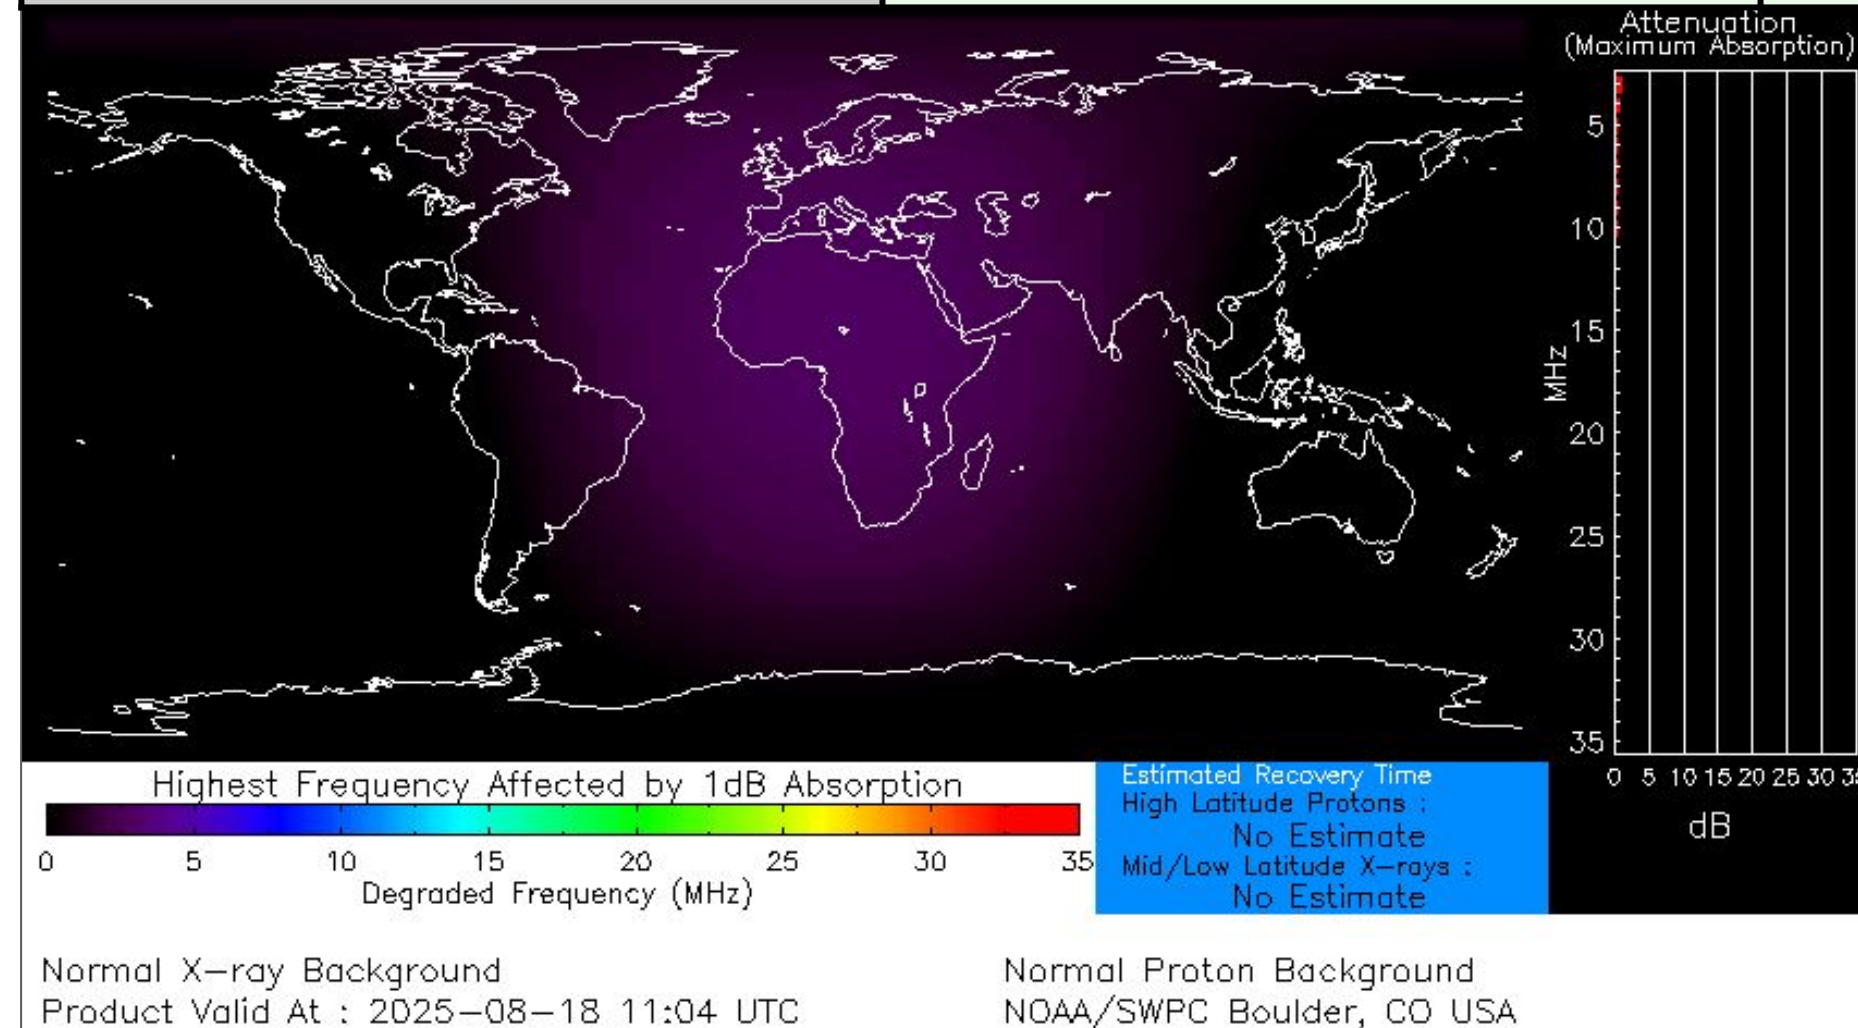 Attenuation
(Maximum Absorption)
5
10
15
20
25
30
35
MHz
0 5 10 15 20 25 30
dB
Highest Frequency Affected by 1dB Absorption
0 5 10 15 20 25 30 35
Degraded Frequency (MHz)
Estimated Recovery Time
High Latitude Protons :
No Estimate
Mid/Low Latitude X-rays :
No Estimate
Normal X-ray Background
Product Valid At : 2025-08-18 11:04 UTC
Normal Proton Background
NOAA/SWPC Boulder, CO USA